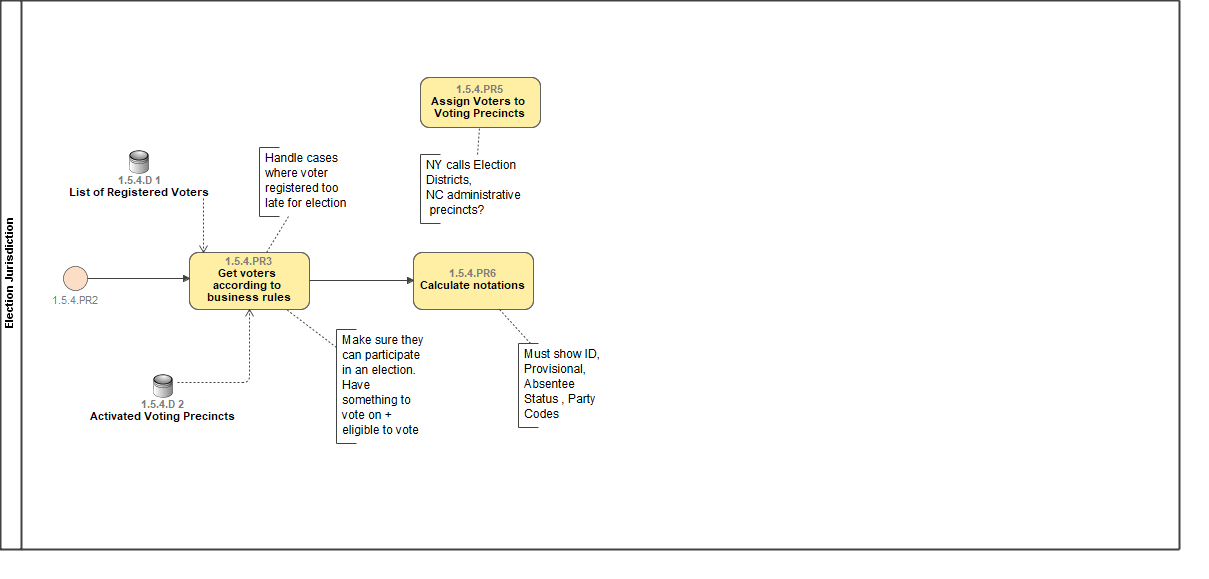 Election Jurisdiction
1.5.4.PR5
Assign Voters to
Voting Precincts
NY calls Election
Districts,
NC administrative
precincts?
Handle cases
where voter
registered too
late for election
1.5.4.D 1
List of Registered Voters
1.5.4.PR2
1.5.4.PR3
Get voters
according to
business rules
1.5.4.PR6
Calculate notations
Make sure they
can participate
in an election.
Have
something to
vote on +
eligible to vote
Must show ID,
Provisional,
Absentee
Status , Party
Codes
1.5.4.D 2
Activated Voting Precincts